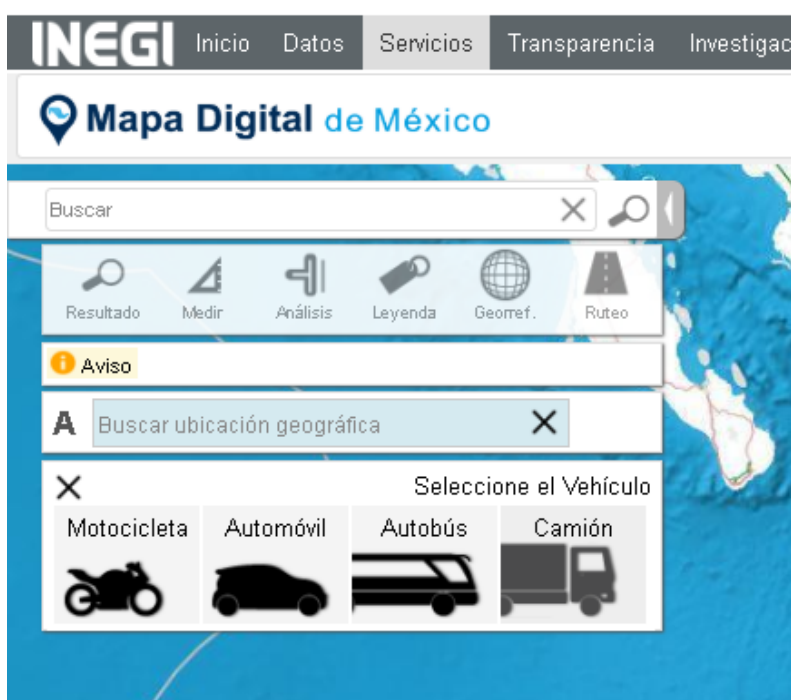 INEGI Inicio Datos Servicios Transparencia Investigac
Mapa Digital de México
Buscar
Resultado Medir Análisis Leyenda Georref. Ruteo
Aviso
A Buscar ubicación geográfica
Seleccione el Vehículo
Motocicleta Automóvil Autobús Camión